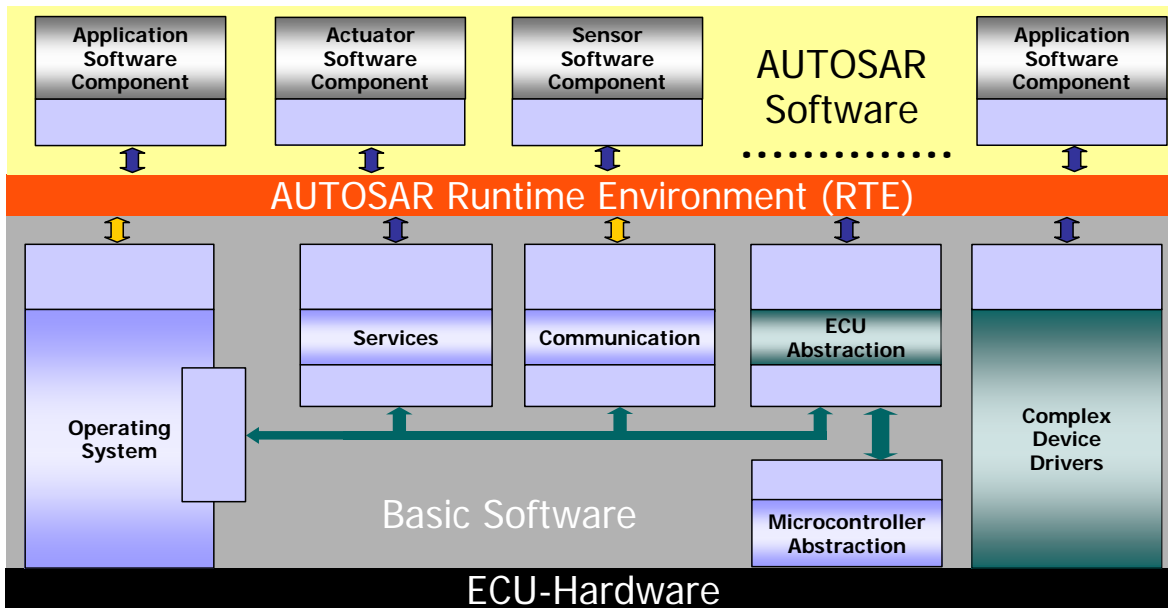 Application
Software
Component
Actuator
Software
Component
Sensor
Software
Component
AUTOSAR
Software
Application
Software
Component
AUTOSAR Runtime Environment (RTE)
Services
Communication
ECU
Abstraction
Operating
System
Complex
Device
Drivers
Basic Software
Microcontroller
Abstraction
ECU-Hardware